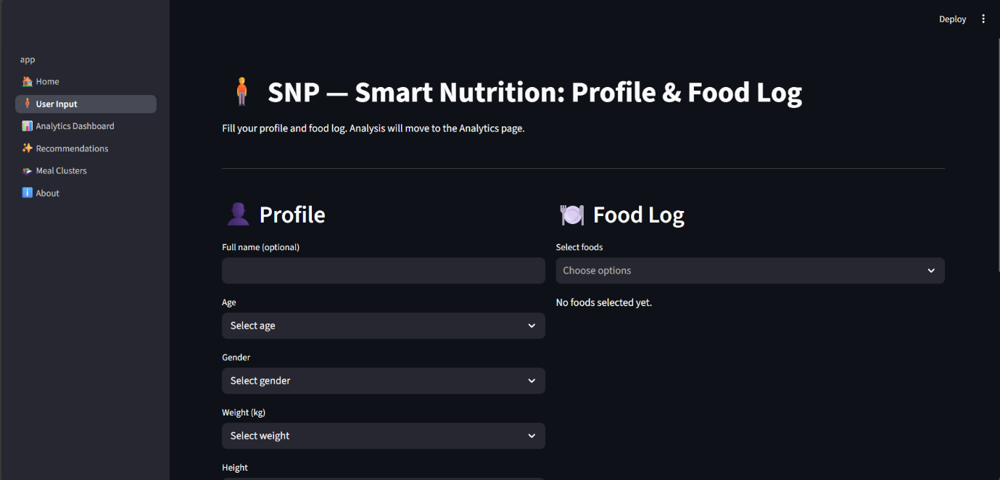 Deploy
app
Home
User Input
Analytics Dashboard
Recommendations
Meal Clusters
About
SNP — Smart Nutrition: Profile & Food Log
Fill your profile and food log. Analysis will move to the Analytics page.
Profile
Full name (optional)
Age
Select age
Gender
Select gender
Weight (kg)
Select weight
Height
Food Log
Select foods
Choose options
No foods selected yet.